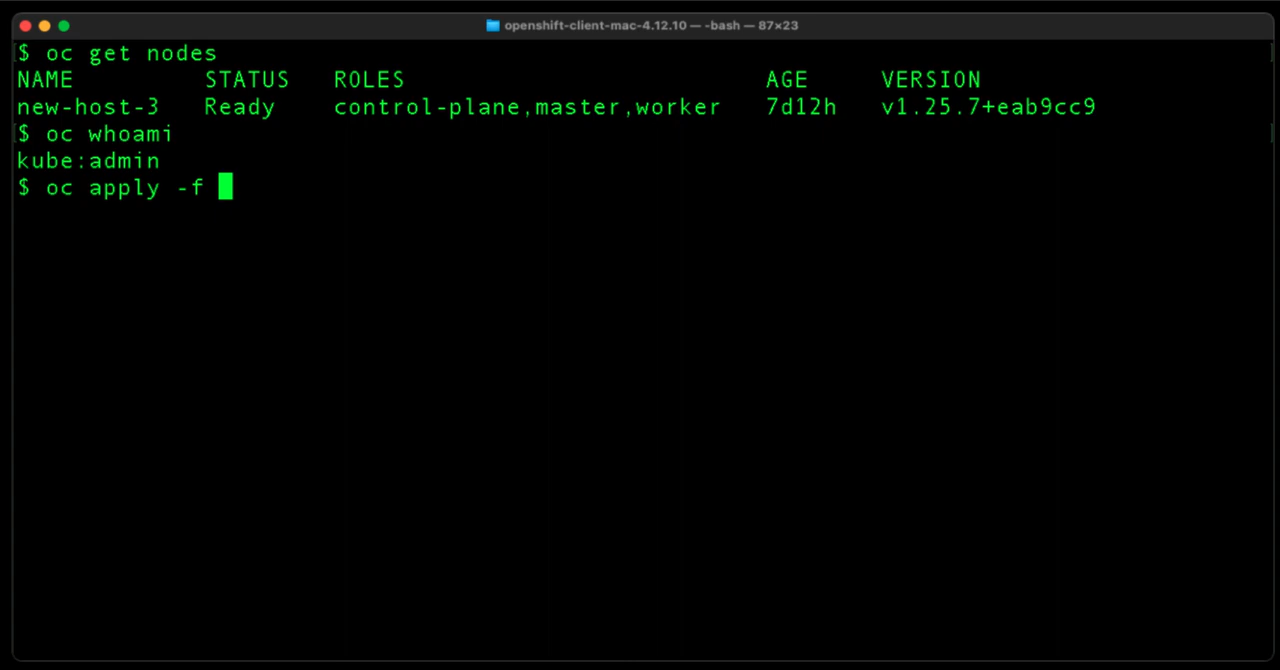 openshift-client-mac-4.12.10 — -bash — 87×23
$ oc get nodes
NAME STATUS ROLES AGE VERSION
new-host-3 Ready control-plane,master,worker 7d12h v1.25.7+eab9cc9
$ oc whoami
kube:admin
$ oc apply -f